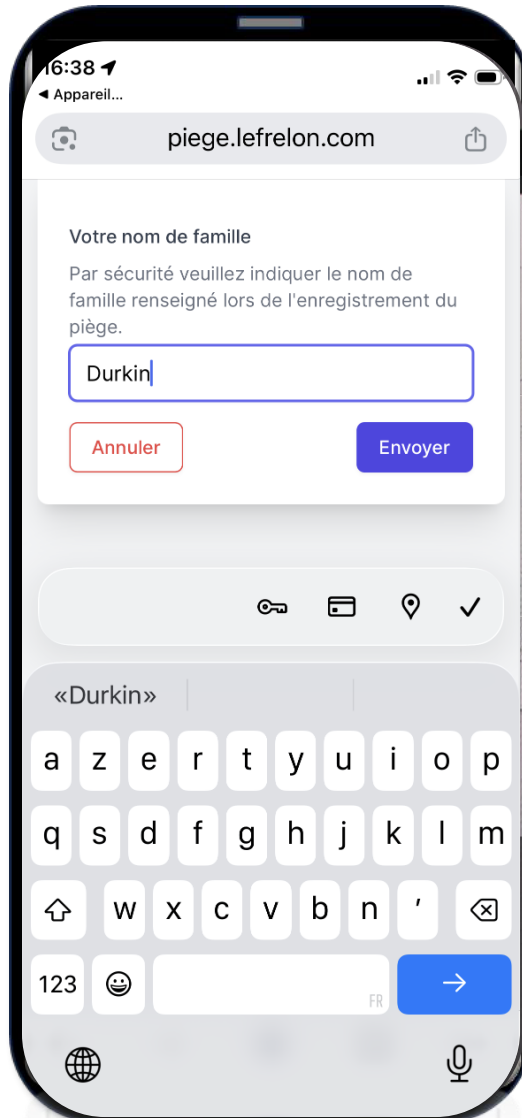 16:38
◀ Appareil...
piege.lefrelon.com
Votre nom de famille
Par sécurité veuillez indiquer le nom de
famille renseigné lors de l'enregistrement du
piège.
Durkin
Annuler
Envoyer
«Durkin»
a z e r t y u i o p
q s d f g h j k l m
w x c v b n ′
123
FR